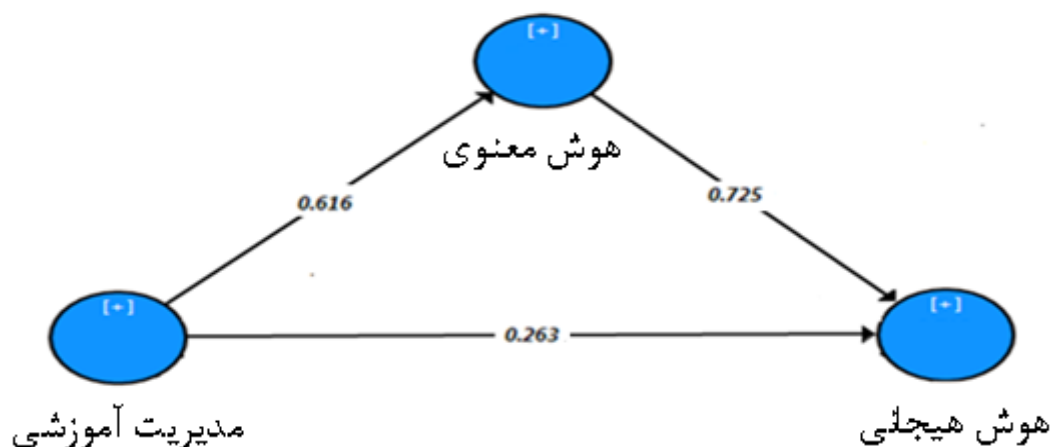 [+]
هوش معنوی
0.616
0.725
[+]
[+]
0.263
مدیریت آموزشی
هوش هیجانی